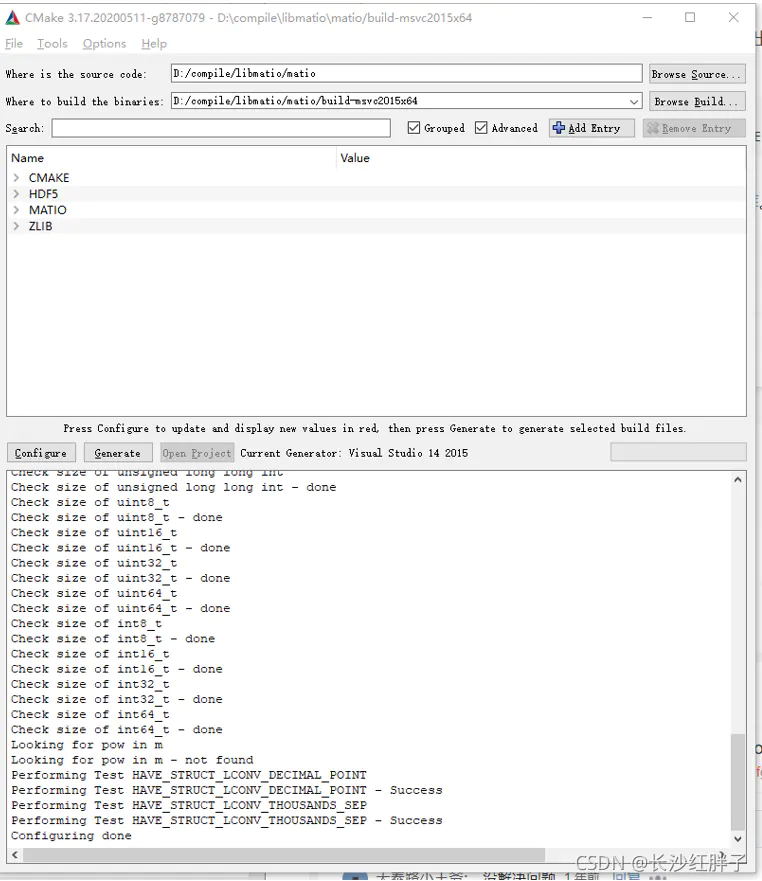 CMake 3.17.20200511-g8787079 - D:\compile\libmatio\matio/build-msvc2015x64
File Tools Options Help
Where is the source code: D:/compile/libmatio/matio Browse Source...
Where to build the binaries: D:/compile/libmatio/matio/build-msvc2015x64 Browse Build...
Search: Grouped Advanced Add Entry Remove Entry
Name Value
CMAKE
HDF5
MATIO
ZLIB
Press Configure to update and display new values in red, then press Generate to generate selected build files.
Configure Generate Open Project Current Generator: Visual Studio 14 2015
Check size of unsigned long long int
Check size of unsigned long long int - done
Check size of uint8_t
Check size of uint8_t - done
Check size of uint16_t
Check size of uint16_t - done
Check size of uint32_t
Check size of uint32_t - done
Check size of uint64_t
Check size of uint64_t - done
Check size of int8_t
Check size of int8_t - done
Check size of int16_t
Check size of int16_t - done
Check size of int32_t
Check size of int32_t - done
Check size of int64_t
Check size of int64_t - done
Looking for pow in m
Looking for pow in m - not found
Performing Test HAVE_STRUCT_LCONV_DECIMAL_POINT
Performing Test HAVE_STRUCT_LCONV_DECIMAL_POINT - Success
Performing Test HAVE_STRUCT_LCONV_THOUSANDS_SEP
Performing Test HAVE_STRUCT_LCONV_THOUSANDS_SEP - Success
Configuring done
CSDN @长沙红胖子